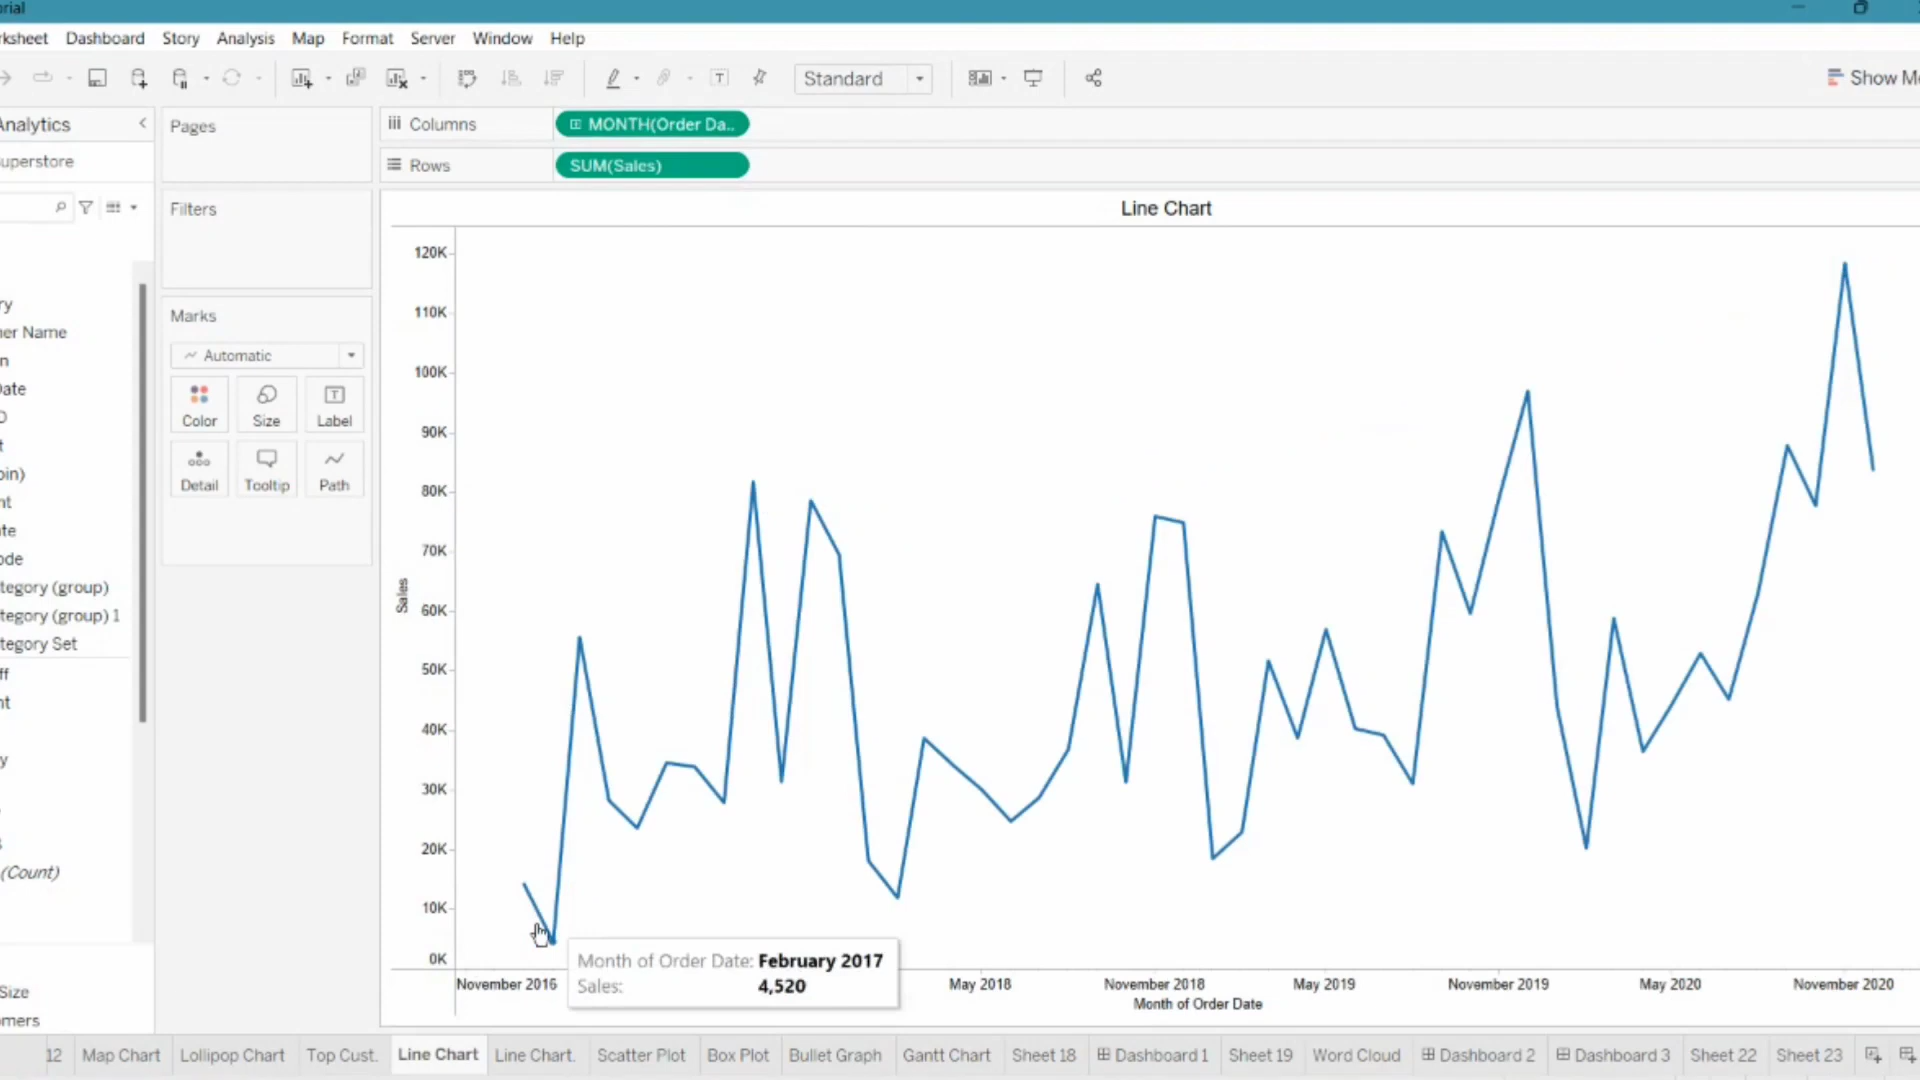 orial
rksheet Dashboard Story Analysis Map Format Server Window Help
Standard
Show Me
Analytics
Pages
Columns
MONTH(Order Da..
uperstore
Rows
SUM(Sales)
Filters
Line Chart
ry
ner Name
n
Date
D
t
bin)
nt
ate
ode
tegory (group)
tegory (group) 1
tegory Set
ff
nt
y
(Count)
Size
omers
Marks
Automatic
Color Size Label
Detail Tooltip Path
Sales
120K
110K
100K
90K
80K
70K
60K
50K
40K
30K
20K
10K
0K
Month of Order Date: February 2017
Sales: 4,520
November 2016 May 2018 November 2018 May 2019 November 2019 May 2020 November 2020
Month of Order Date
12 Map Chart Lollipop Chart Top Cust. Line Chart Line Chart. Scatter Plot Box Plot Bullet Graph Gantt Chart Sheet 18 Dashboard 1 Sheet 19 Word Cloud Dashboard 2 Dashboard 3 Sheet 22 Sheet 23